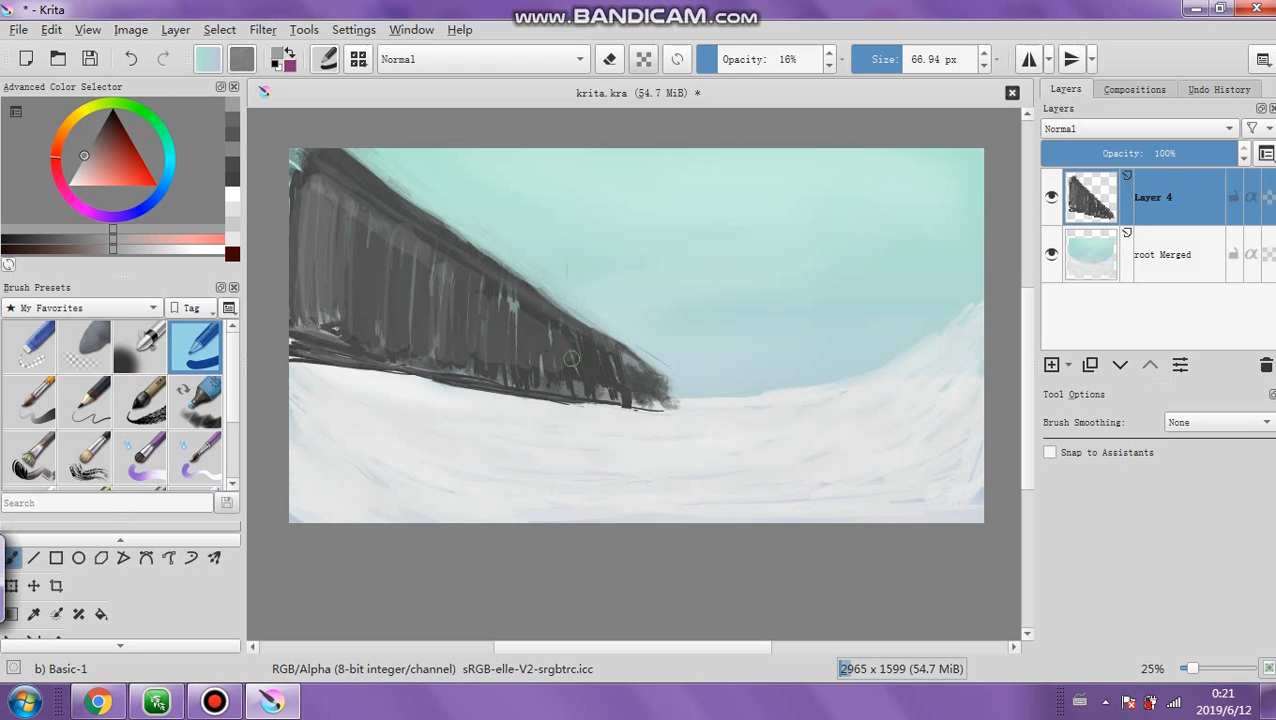 * - Krita
www.BANDICAM.com
File Edit View Image Layer Select Filter Tools Settings Window Help
Normal
Opacity: 16%
Size: 66.94 px
Advanced Color Selector
krita.kra (54.7 MiB) *
Layers Compositions Undo History
Layers
Normal
Opacity: 100%
Layer 4
root Merged
Brush Presets
My Favorites
Tag
Search
Tool Options
Brush Smoothing: None
Snap to Assistants
b) Basic-1
RGB/Alpha (8-bit integer/channel) sRGB-elle-V2-srgbtrc.icc
2965 x 1599 (54.7 MiB)
25%
0:21
2019/6/12